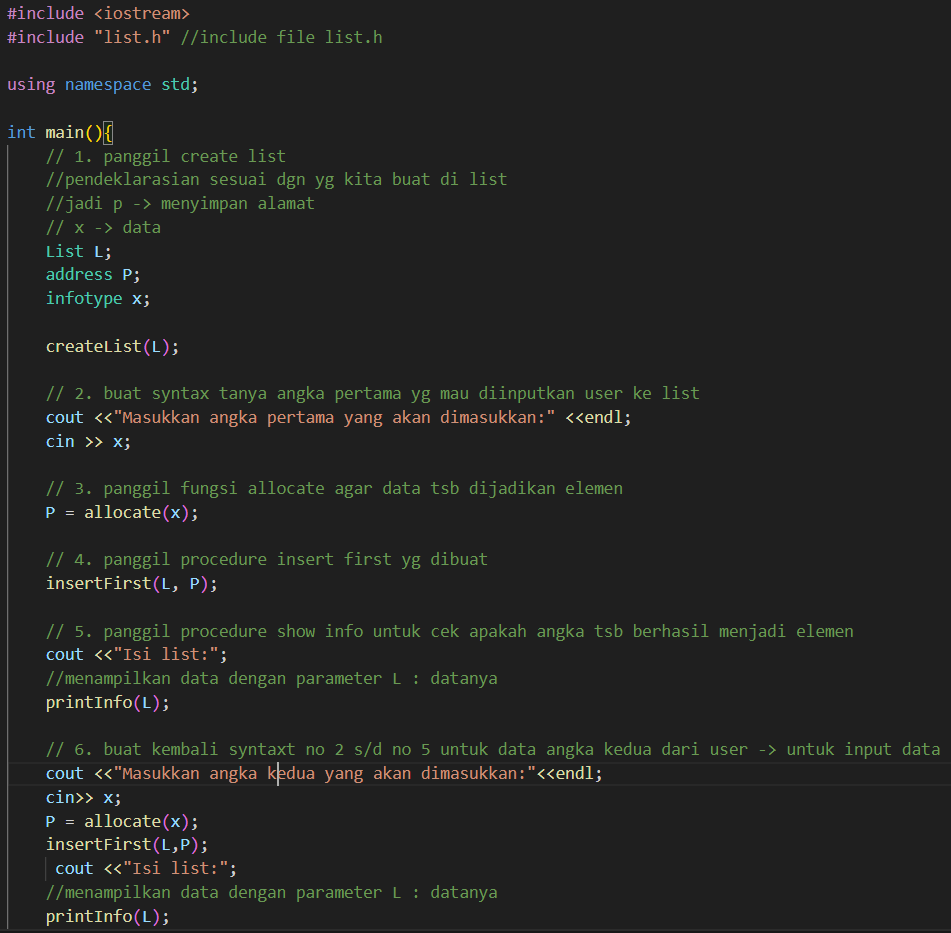 #include <iostream>
#include "list.h" //include file list.h
using namespace std;
int main(){
// 1. panggil create list
//pendeklarasian sesuai dgn yg kita buat di list
//jadi p -> menyimpan alamat
// x -> data
List L;
address P;
infotype x;
createList(L);
// 2. buat syntax tanya angka pertama yg mau diinputkan user ke list
cout <<"Masukkan angka pertama yang akan dimasukkan:" <<endl;
cin >> x;
// 3. panggil fungsi allocate agar data tsb dijadikan elemen
P = allocate(x);
// 4. panggil procedure insert first yg dibuat
insertFirst(L, P);
// 5. panggil procedure show info untuk cek apakah angka tsb berhasil menjadi elemen
cout <<"Isi list:";
//menampilkan data dengan parameter L : datanya
printInfo(L);
// 6. buat kembali syntaxt no 2 s/d no 5 untuk data angka kedua dari user -> untuk input data
cout <<"Masukkan angka kedua yang akan dimasukkan:"<<endl;
cin>> x;
P = allocate(x);
insertFirst(L,P);
cout <<"Isi list:";
//menampilkan data dengan parameter L : datanya
printInfo(L);